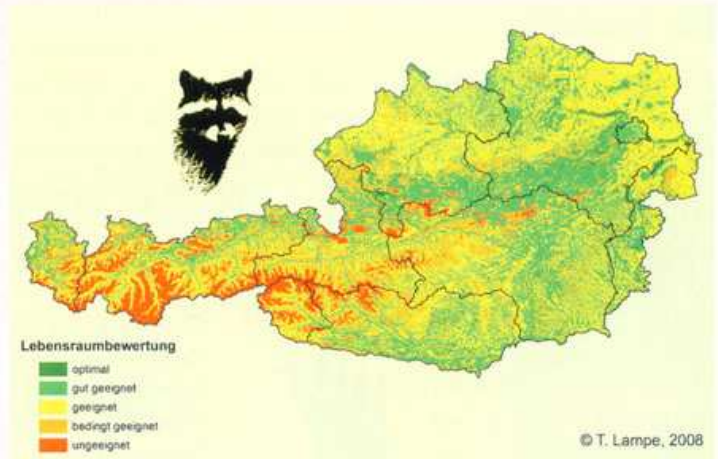 Lebensraumbewertung
optimal
gut geeignet
geeignet
bedingt geeignet
ungeeignet
© T. Lampe, 2008